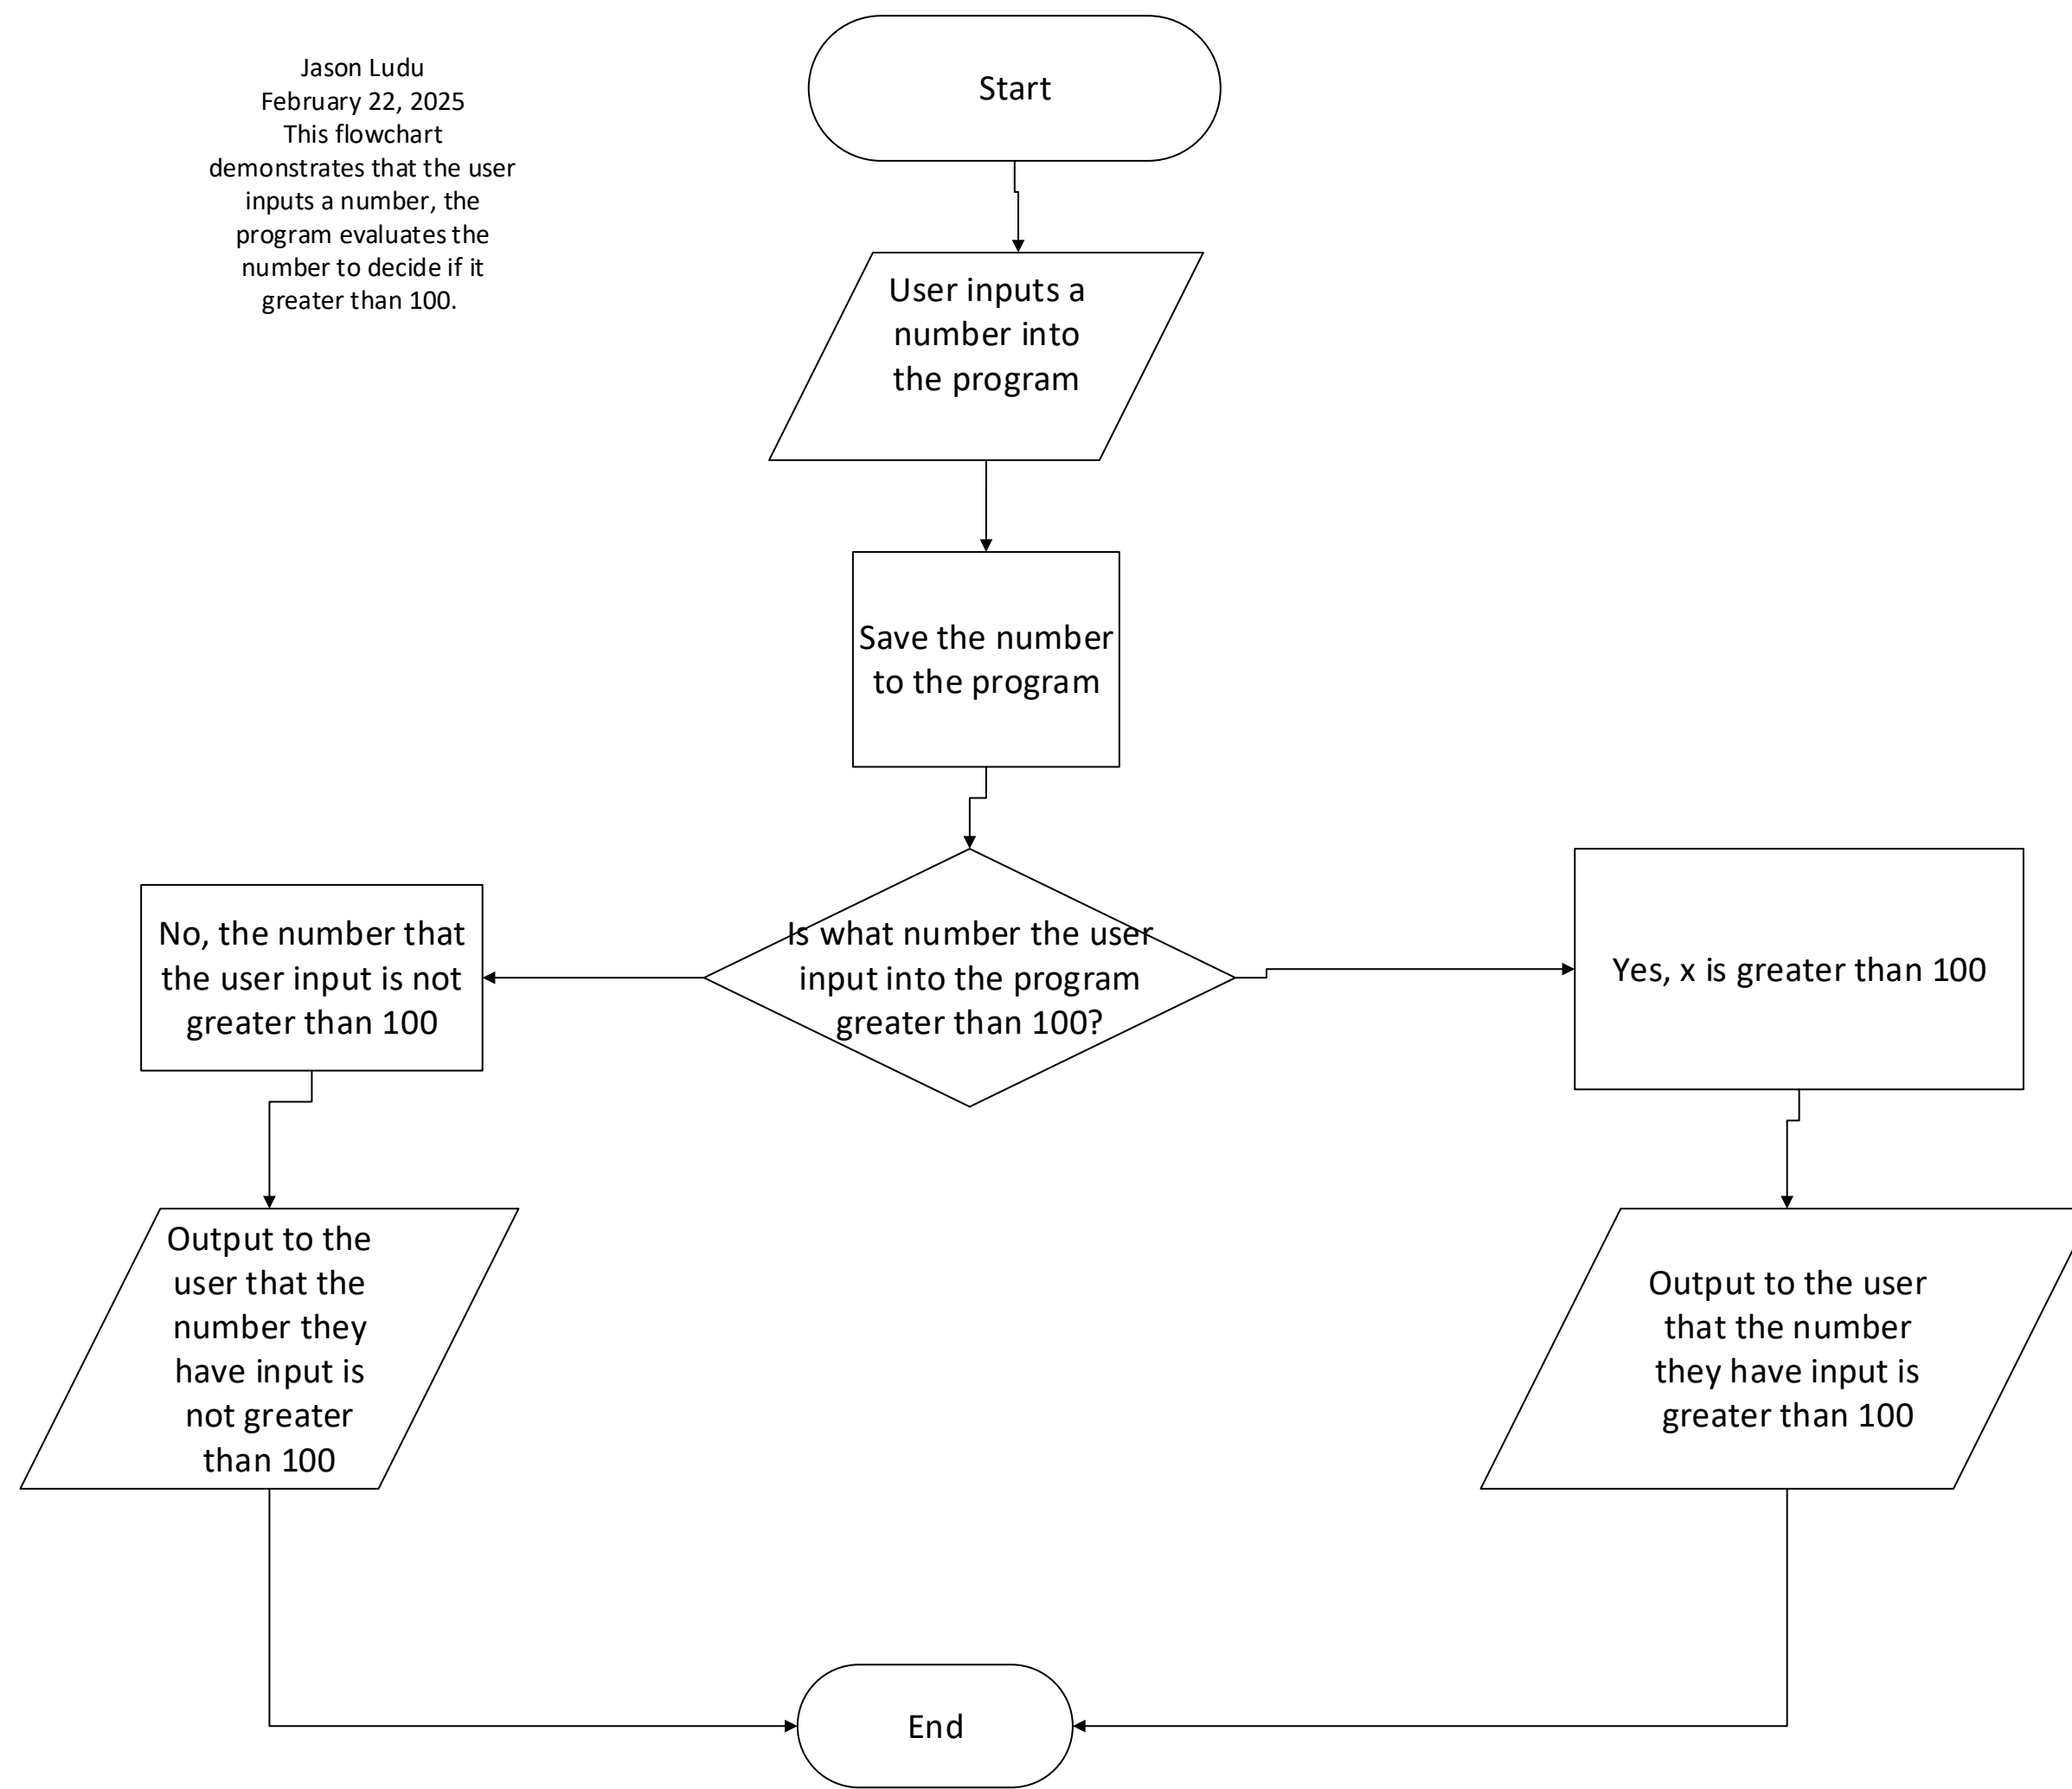 Jason Ludu
February 22, 2025
This flowchart
demonstrates that the user
inputs a number, the
program evaluates the
number to decide if it
greater than 100.
Start
User inputs a
number into
the program
Save the number
to the program
Is what number the user
input into the program
greater than 100?
No, the number that
the user input is not
greater than 100
Yes, x is greater than 100
Output to the
user that the
number they
have input is
not greater
than 100
Output to the user
that the number
they have input is
greater than 100
End